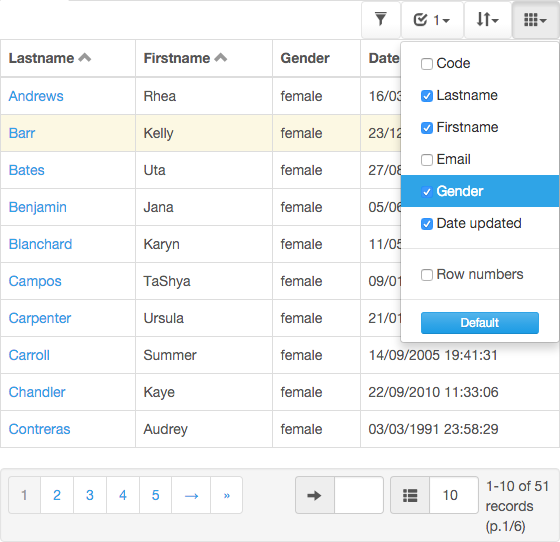 1
Lastname Firstname Gender Date
Code
Lastname
Firstname
Email
Gender
Date updated
Row numbers
Default
Andrews Rhea female 16/03
Barr Kelly female 23/12
Bates Uta female 27/08
Benjamin Jana female 05/06
Blanchard Karyn female 11/05
Campos TaShya female 09/01
Carpenter Ursula female 21/01
Carroll Summer female 14/09/2005 19:41:31
Chandler Kaye female 22/09/2010 11:33:06
Contreras Audrey female 03/03/1991 23:58:29
1 2 3 4 5 → » 10
1-10 of 51
records
(p.1/6)